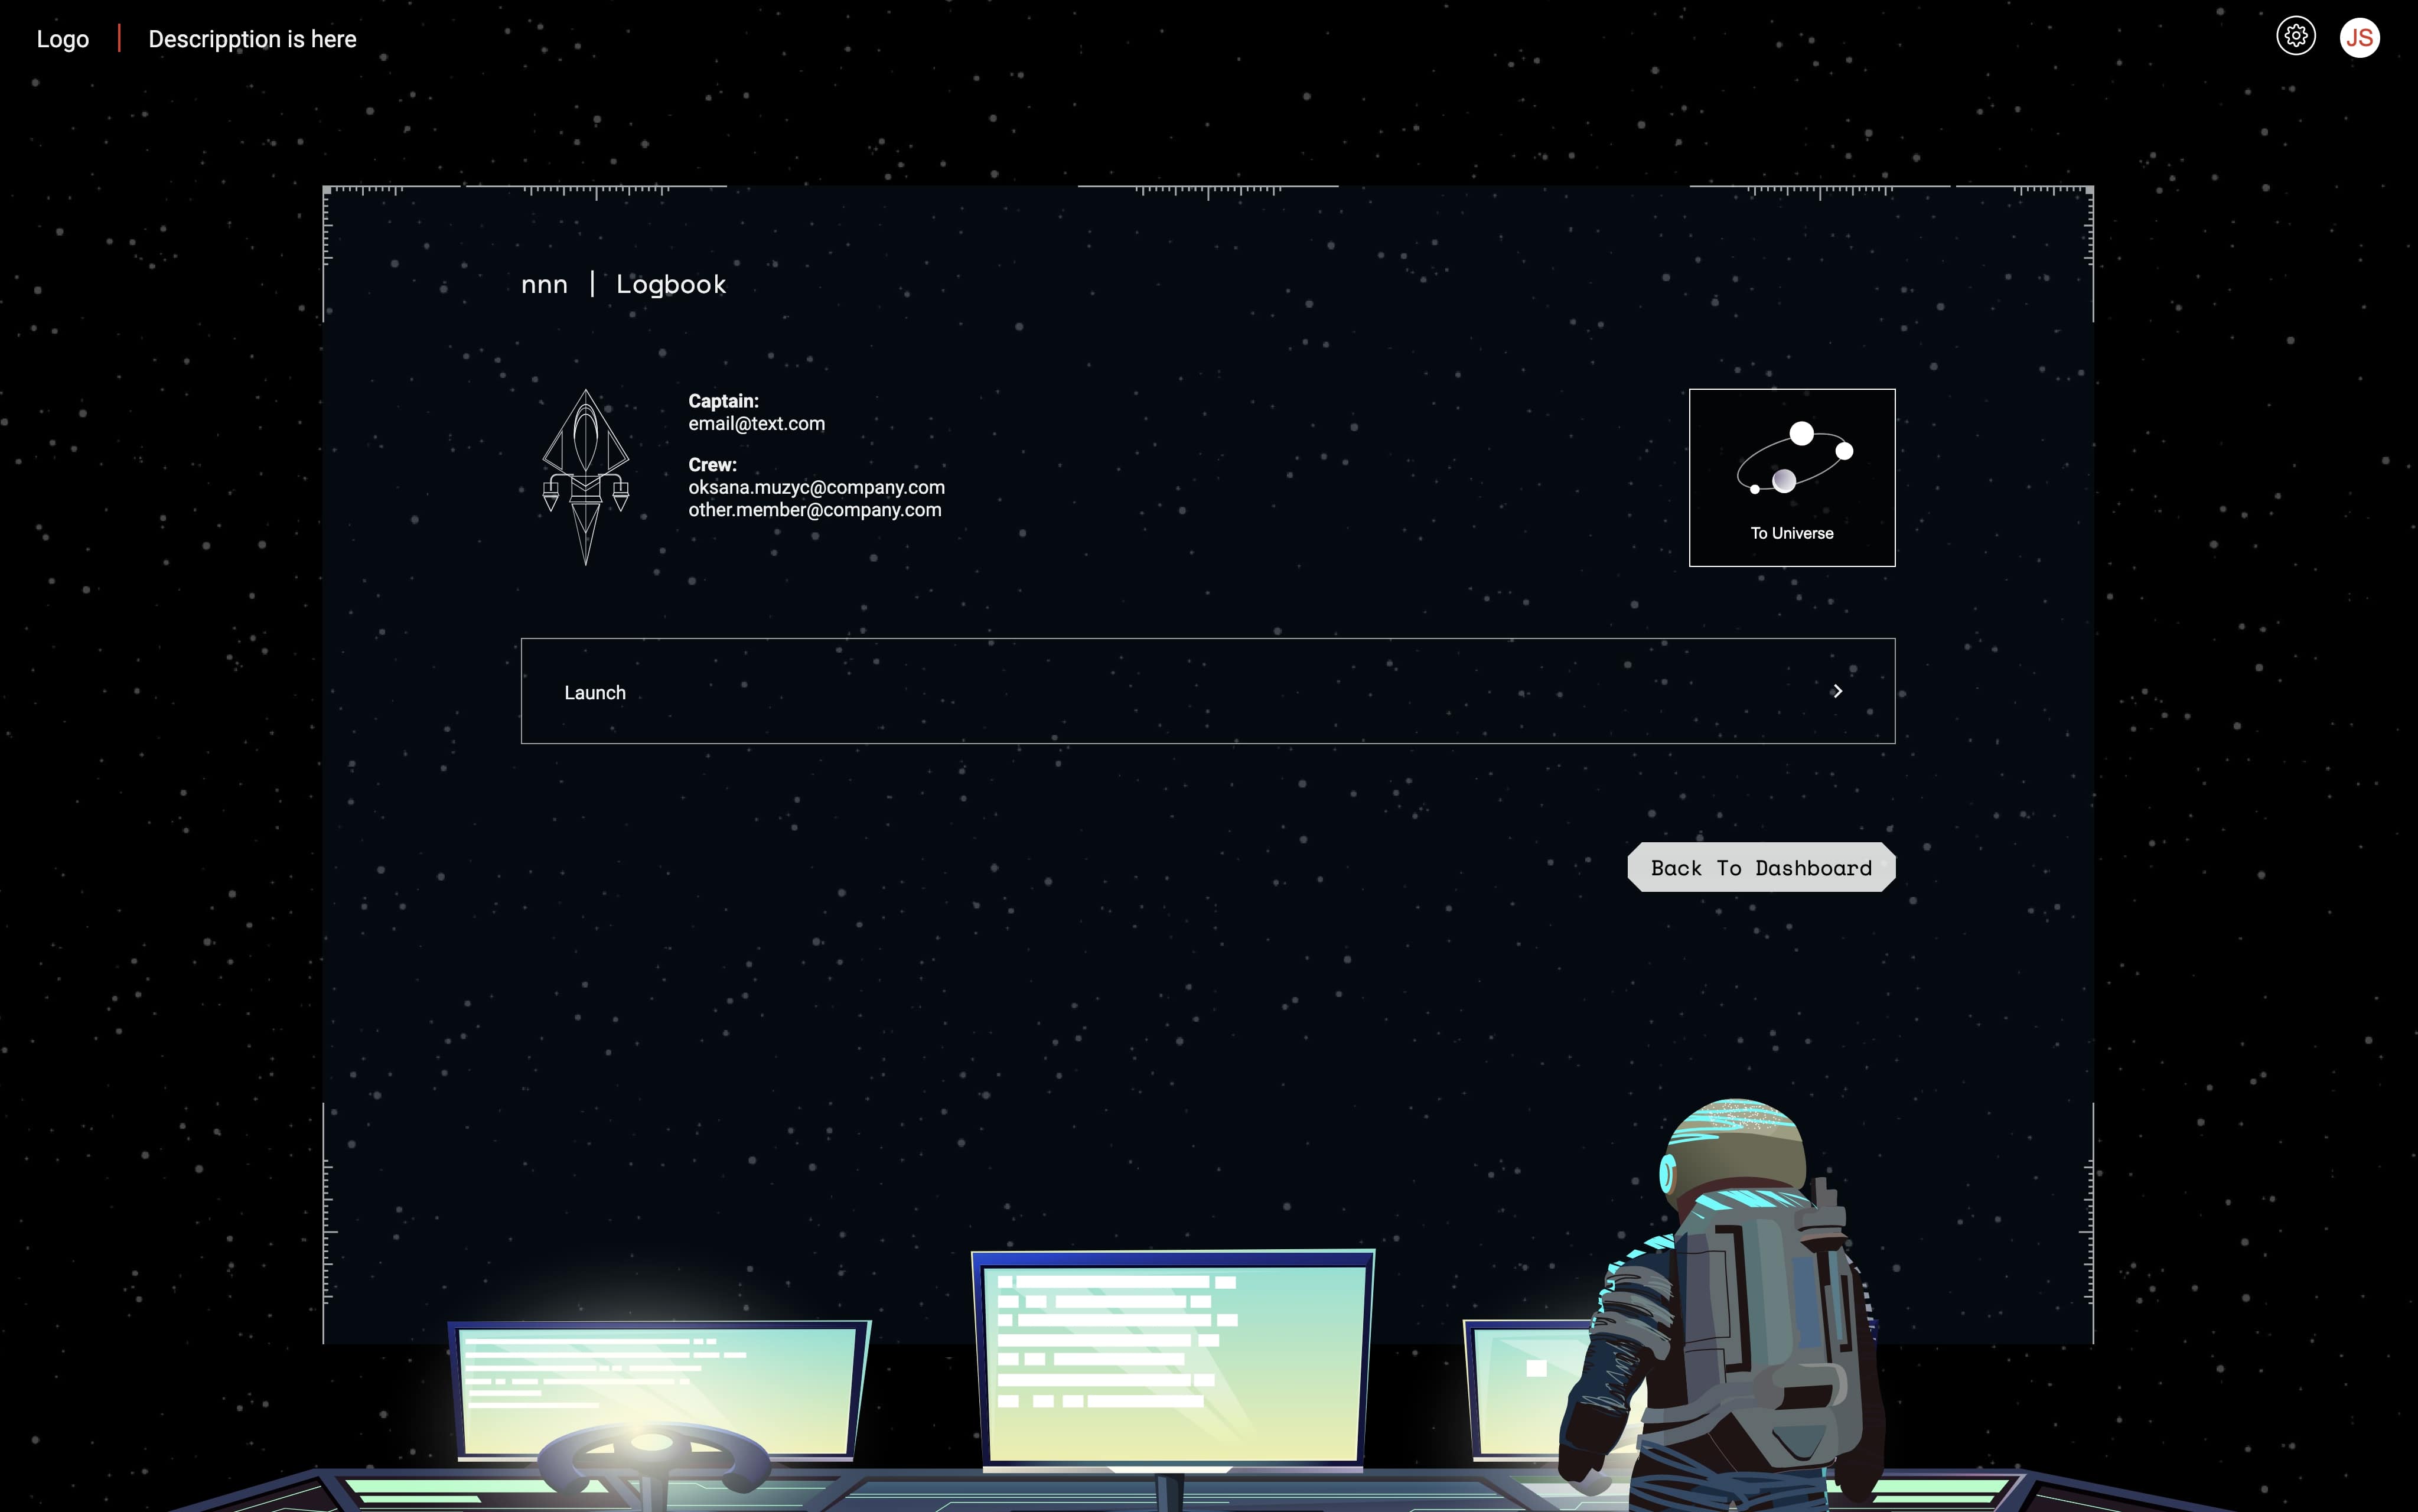 Logo | Descripption is here
JS
nnn | Logbook
Captain:
email@text.com
Crew:
oksana.muzyc@company.com
other.member@company.com
To Universe
Launch
Back To Dashboard